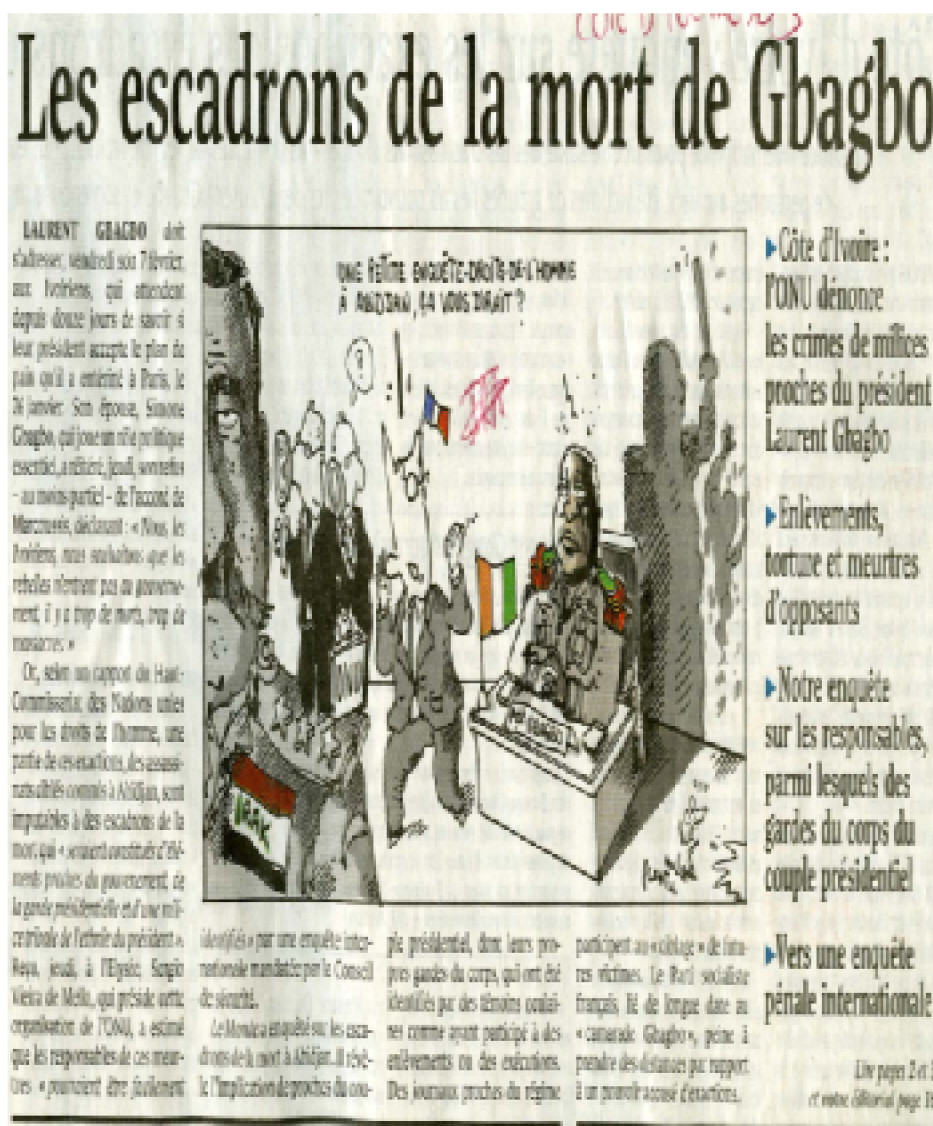 Les escadrons de la mort de Gbagbo
LAURENT GBAGBO doit
s'adresser, vendredi soir 7 février,
aux Ivoiriens, qui attendent
depuis douze jours de savoir si
leur président accepte le plan de
paix qu'il a entériné à Paris, le
26 janvier. Son épouse, Simone
Gbagbo, qui joue un rôle politique
essentiel, a réitéré, jeudi, son refus
- au moins partiel - de l'accord de
Marcoussis, déclarant : « Nous, les
Ivoiriens, nous souhaitons que les
rebelles n'entrent pas au gouverne-
ment, il y a trop de morts, trop de
massacres. »
Or, selon un rapport du Haut-
Commissariat des Nations unies
pour les droits de l'homme, une
partie de ces exactions, des assassi-
nats ciblés commis à Abidjan, sont
imputables à des escadrons de la
mort qui « seraient constitués d'élé-
ments proches du gouvernement, de
la garde présidentielle et d'une mili-
ce tribale de l'ethnie du président ».
Reçu, jeudi, à l'Elysée, Sergio
Vieira de Mello, qui préside cette
organisation de l'ONU, a estimé
que les responsables de ces meur-
tres « pourraient être facilement
UNE PETITE ENQUÊTE-DROITS-DE-L'HOMME
À ABIDJAN, ÇA VOUS DIRAIT ?
?
ONU
IRAK
identifiés » par une enquête inter-
nationale mandatée par le Conseil
de sécurité.
Le Monde a enquêté sur les esca-
drons de la mort à Abidjan. Il révè-
le l'implication de proches du cou-
ple présidentiel, dont leurs pro-
pres gardes du corps, qui ont été
identifiés par des témoins oculai-
res comme ayant participé à des
enlèvements ou des exécutions.
Des journaux proches du régime
participent au « ciblage » de futu-
res victimes. Le Parti socialiste
français, lié de longue date au
« camarade Gbagbo », peine à
prendre des distances par rapport
à un pouvoir accusé d'exactions.
Côte d'Ivoire :
l'ONU dénonce
les crimes de milices
proches du président
Laurent Gbagbo
Enlèvements,
torture et meurtres
d'opposants
Notre enquête
sur les responsables,
parmi lesquels des
gardes du corps du
couple présidentiel
Vers une enquête
pénale internationale
Lire pages 2 et 3
et notre éditorial page 16